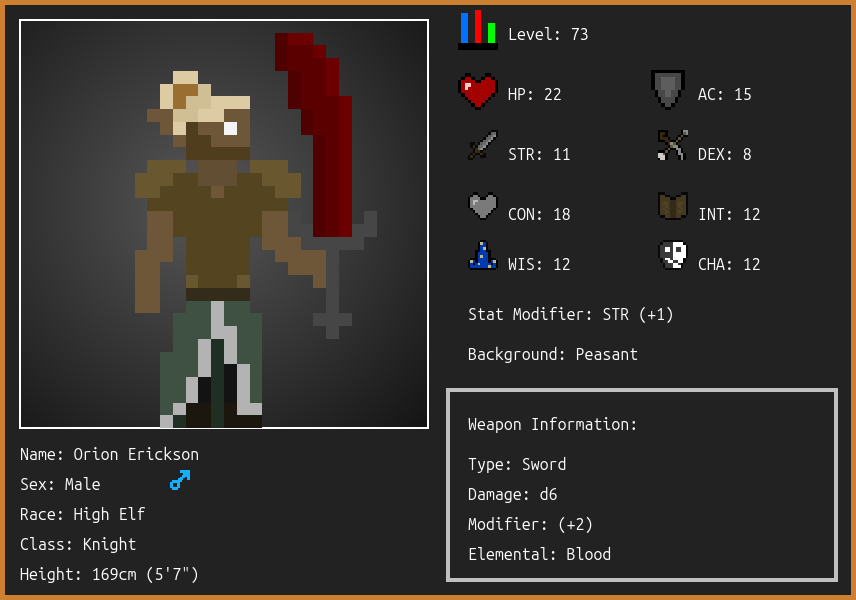 Level: 73
HP: 22
AC: 15
STR: 11
DEX: 8
CON: 18
INT: 12
WIS: 12
CHA: 12
Stat Modifier: STR (+1)
Background: Peasant
Weapon Information:
Type: Sword
Damage: d6
Modifier: (+2)
Elemental: Blood
Name: Orion Erickson
Sex: Male
Race: High Elf
Class: Knight
Height: 169cm (5'7")